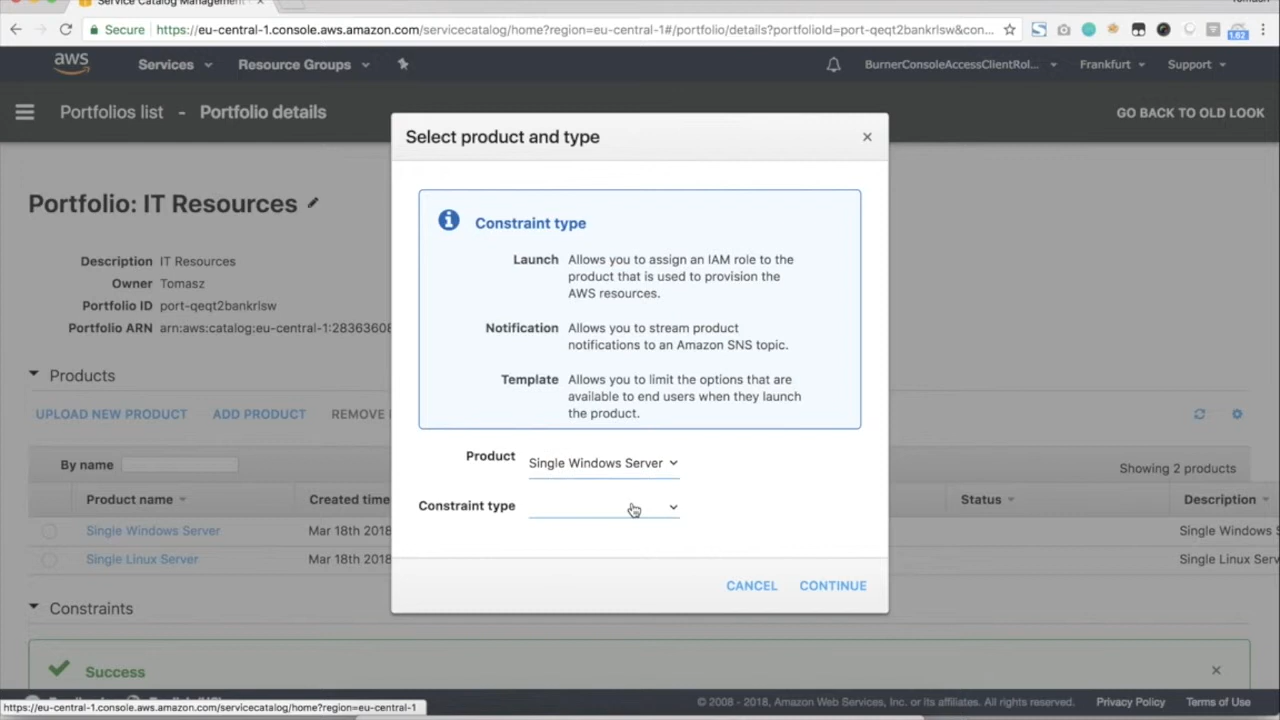 Service Catalog Management
Secure
https://eu-central-1.console.aws.amazon.com/servicecatalog/home?region=eu-central-1#/portfolio/details?portfolioId=port-qeqt2bankrlsw&con...
1.62
aws
Services
Resource Groups
BurnerConsoleAccessClientRol...
Frankfurt
Support
Portfolios list - Portfolio details
GO BACK TO OLD LOOK
Select product and type
Portfolio: IT Resources
Description IT Resources
Owner Tomasz
Portfolio ID port-qeqt2bankrlsw
Portfolio ARN arn:aws:catalog:eu-central-1:28363608
Constraint type
Launch Allows you to assign an IAM role to the
product that is used to provision the
AWS resources.
Notification Allows you to stream product
notifications to an Amazon SNS topic.
Template Allows you to limit the options that are
available to end users when they launch
the product.
Product Single Windows Server
Constraint type
CANCEL CONTINUE
Products
UPLOAD NEW PRODUCT ADD PRODUCT REMOVE
By name
Showing 2 products
Product name Created time Status Description
Single Windows Server Mar 18th 2018 Single Windows S
Single Linux Server Mar 18th 2018 Single Linux Server
Constraints
Success
https://eu-central-1.console.aws.amazon.com/servicecatalog/home?region=eu-central-1
© 2008 - 2018, Amazon Web Services, Inc. or its affiliates. All rights reserved.
Privacy Policy
Terms of Use